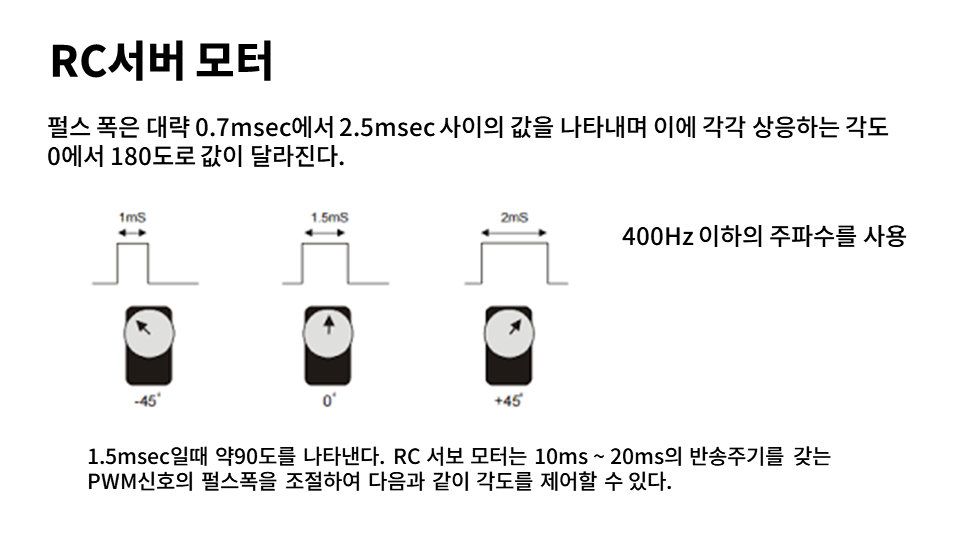 RC서버 모터
펄스 폭은 대략 0.7msec에서 2.5msec 사이의 값을 나타내며 이에 각각 상응하는 각도
0에서 180도로 값이 달라진다.
1mS 1.5mS 2mS
400Hz 이하의 주파수를 사용
-45° 0° +45°
1.5msec일때 약90도를 나타낸다. RC 서보 모터는 10ms ~ 20ms의 반송주기를 갖는
PWM신호의 펄스폭을 조절하여 다음과 같이 각도를 제어할 수 있다.